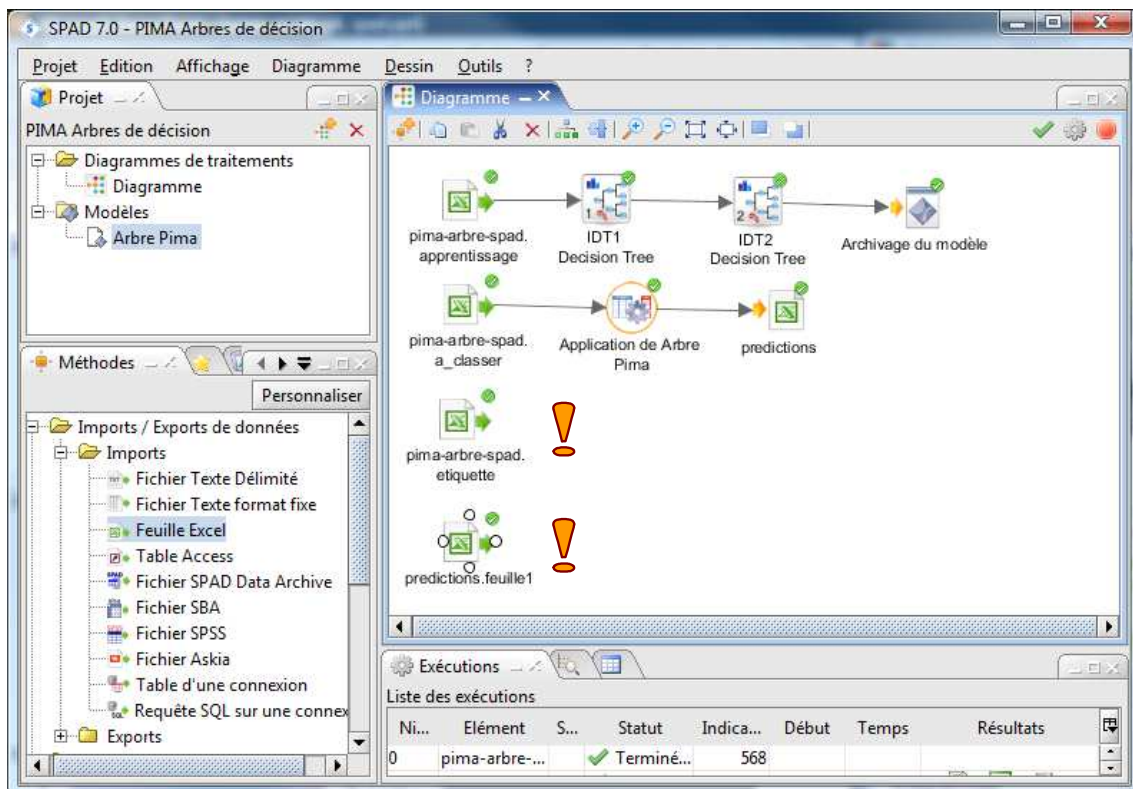 SPAD 7.0 - PIMA Arbres de décision
Projet Edition Affichage Diagramme Dessin Outils ?
Projet
PIMA Arbres de décision
Diagrammes de traitements
Diagramme
Modèles
Arbre Pima
Méthodes
Personnaliser
Imports / Exports de données
Imports
Fichier Texte Délimité
Fichier Texte format fixe
Feuille Excel
Table Access
Fichier SPAD Data Archive
Fichier SBA
Fichier SPSS
Fichier Askia
Table d'une connexion
Requête SQL sur une connex
Exports
Diagramme
pima-arbre-spad.
apprentissage
1
IDT1
Decision Tree
2
IDT2
Decision Tree
Archivage du modèle
pima-arbre-spad.
a_classer
Application de Arbre
Pima
predictions
pima-arbre-spad.
etiquette
!
predictions.feuille1
!
Exécutions
Liste des exécutions
Ni... Elément S... Statut Indica... Début Temps Résultats
0 pima-arbre-... Terminé... 568